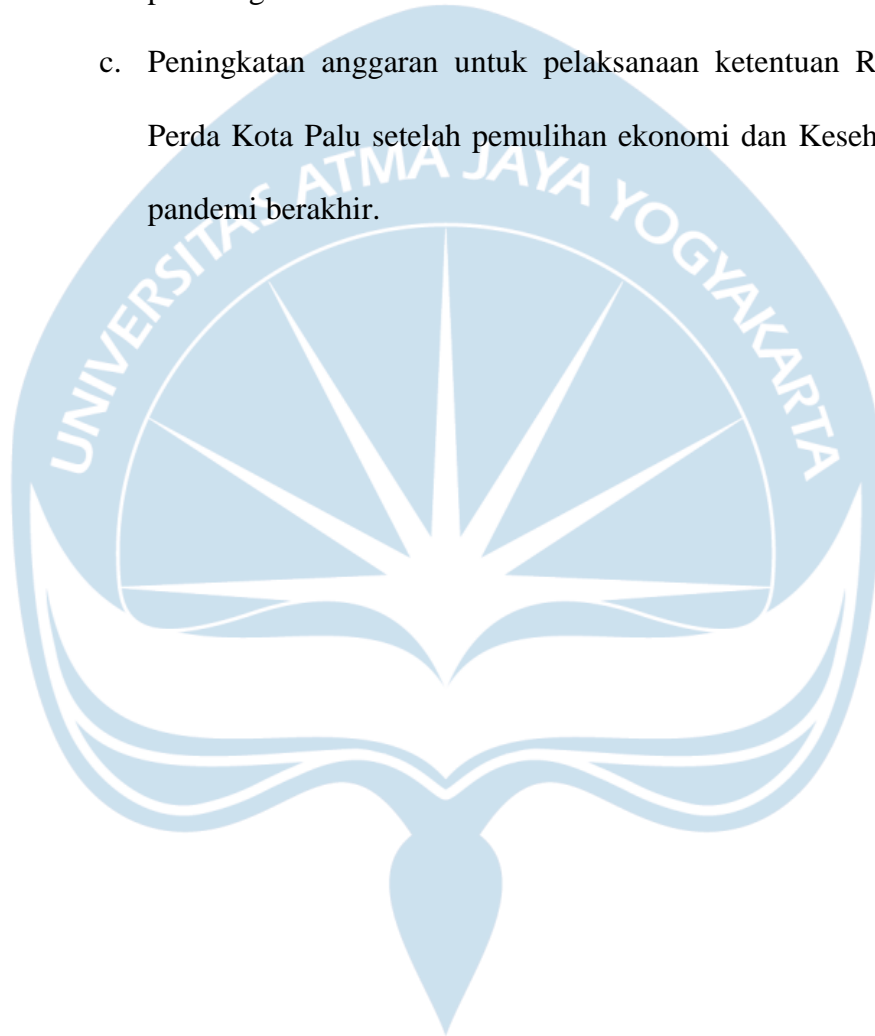 c. Peningkatan anggaran untuk pelaksanaan ketentuan R
Perda Kota Palu setelah pemulihan ekonomi dan Keseh
pandemi berakhir.
UNIVERSITAS ATMA JAYA YOGYAKARTA